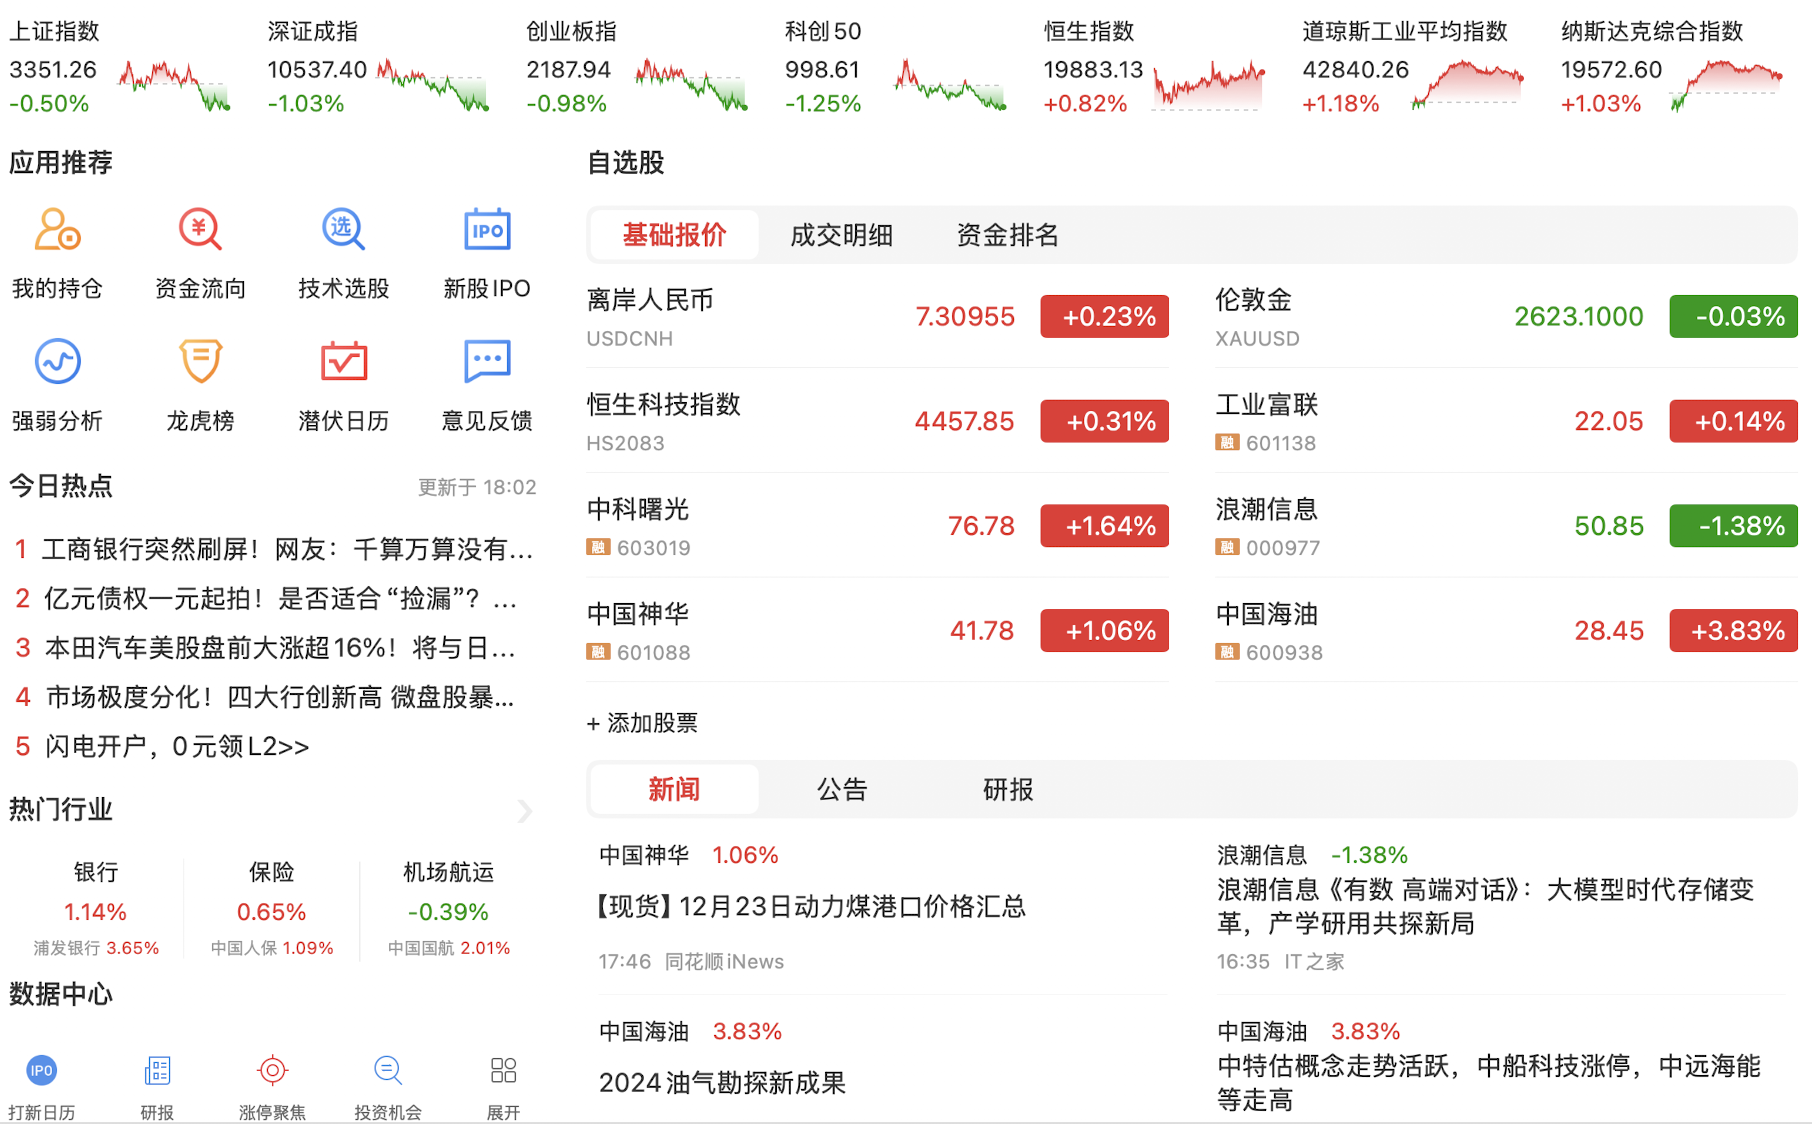 上证指数
3351.26
-0.50%
深证成指
10537.40
-1.03%
创业板指
2187.94
-0.98%
科创50
998.61
-1.25%
恒生指数
19883.13
+0.82%
道琼斯工业平均指数
42840.26
+1.18%
纳斯达克综合指数
19572.60
+1.03%
应用推荐
¥
选
IPO
我的持仓
资金流向
技术选股
新股IPO
强弱分析
龙虎榜
潜伏日历
意见反馈
今日热点
更新于 18:02
1 工商银行突然刷屏！网友：千算万算没有...
2 亿元债权一元起拍！是否适合“捡漏”？...
3 本田汽车美股盘前大涨超16%！将与日...
4 市场极度分化！四大行创新高 微盘股暴...
5 闪电开户，0元领L2>>
热门行业
银行
1.14%
浦发银行 3.65%
保险
0.65%
中国人保 1.09%
机场航运
-0.39%
中国国航 2.01%
数据中心
IPO
打新日历
研报
涨停聚焦
投资机会
展开
自选股
基础报价
成交明细
资金排名
离岸人民币
USDCNH
7.30955
+0.23%
伦敦金
XAUUSD
2623.1000
-0.03%
恒生科技指数
HS2083
4457.85
+0.31%
工业富联
融 601138
22.05
+0.14%
中科曙光
融 603019
76.78
+1.64%
浪潮信息
融 000977
50.85
-1.38%
中国神华
融 601088
41.78
+1.06%
中国海油
融 600938
28.45
+3.83%
+ 添加股票
新闻
公告
研报
中国神华 1.06%
【现货】12月23日动力煤港口价格汇总
17:46 同花顺iNews
浪潮信息 -1.38%
浪潮信息《有数 高端对话》：大模型时代存储变
革，产学研用共探新局
16:35 IT之家
中国海油 3.83%
2024油气勘探新成果
中国海油 3.83%
中特估概念走势活跃，中船科技涨停，中远海能
等走高